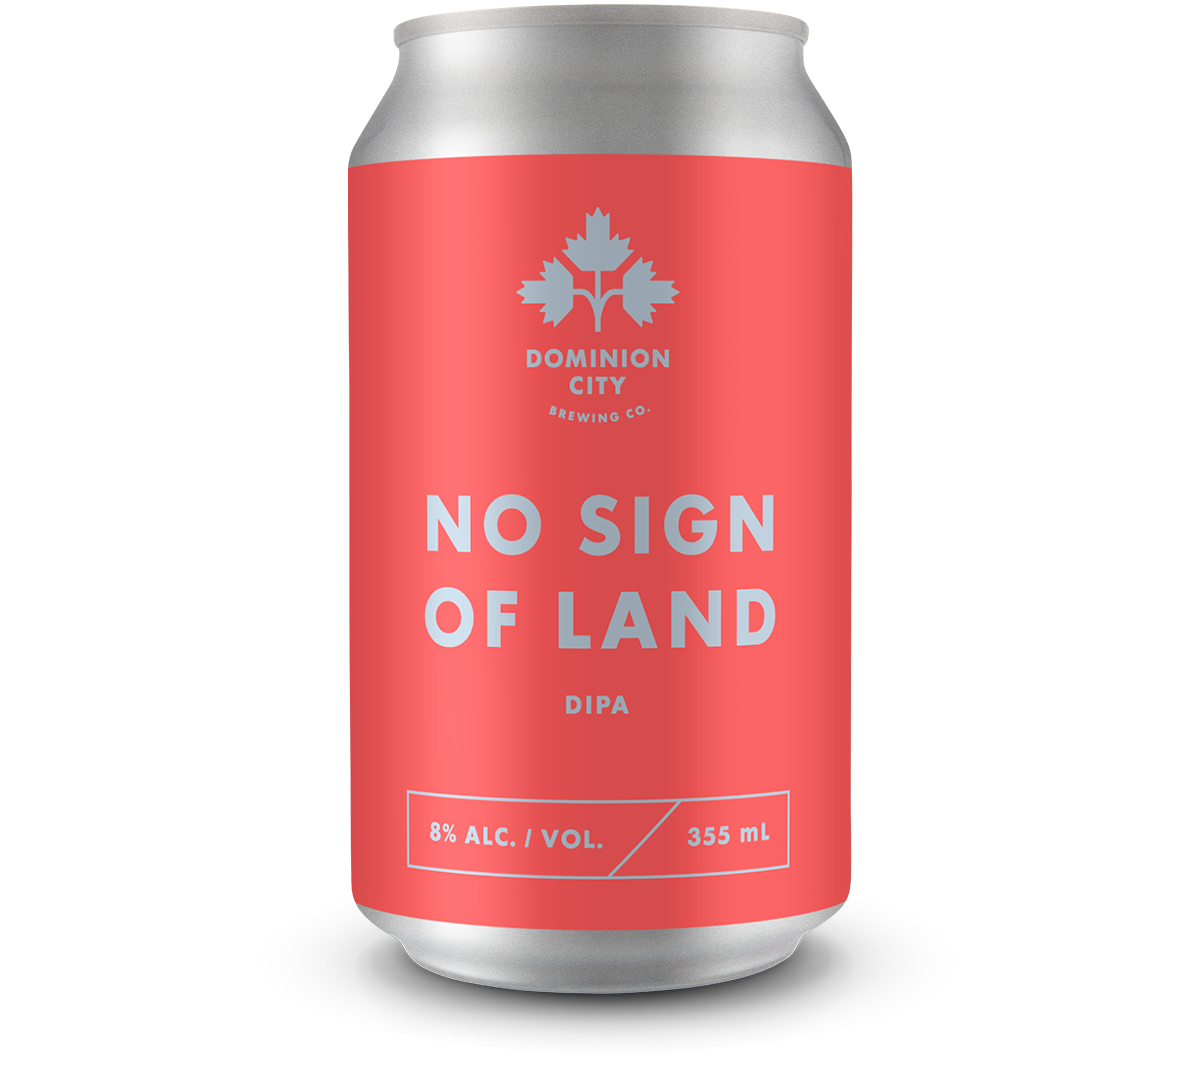 DOMINION
CITY
BREWING CO.
NO SIGN
OF LAND
DIPA
8% ALC. / VOL.
355 mL